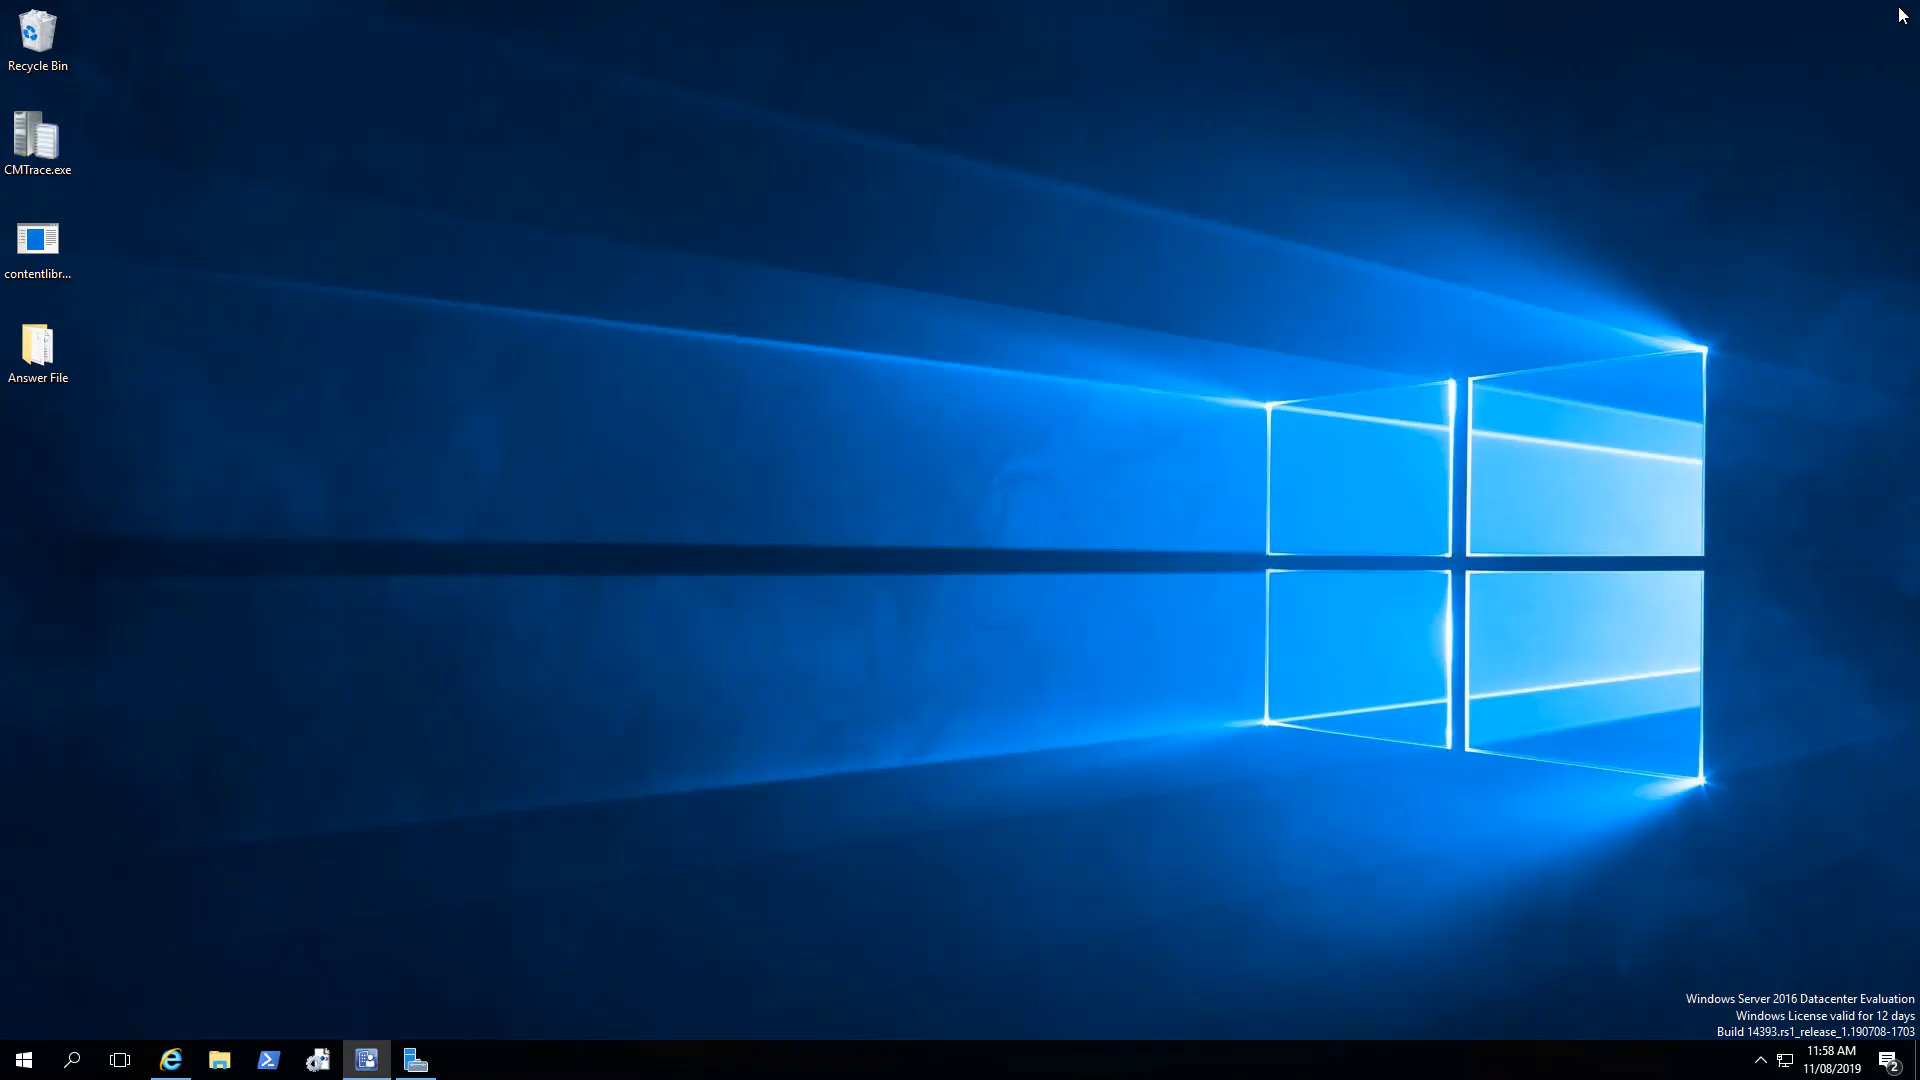 Recycle Bin
CMTrace.exe
contentlibr...
Answer File
Windows Server 2016 Datacenter Evaluation
Windows License valid for 12 days
Build 14393.rs1_release_1.190708-1703
11:58 AM
11/08/2019
2